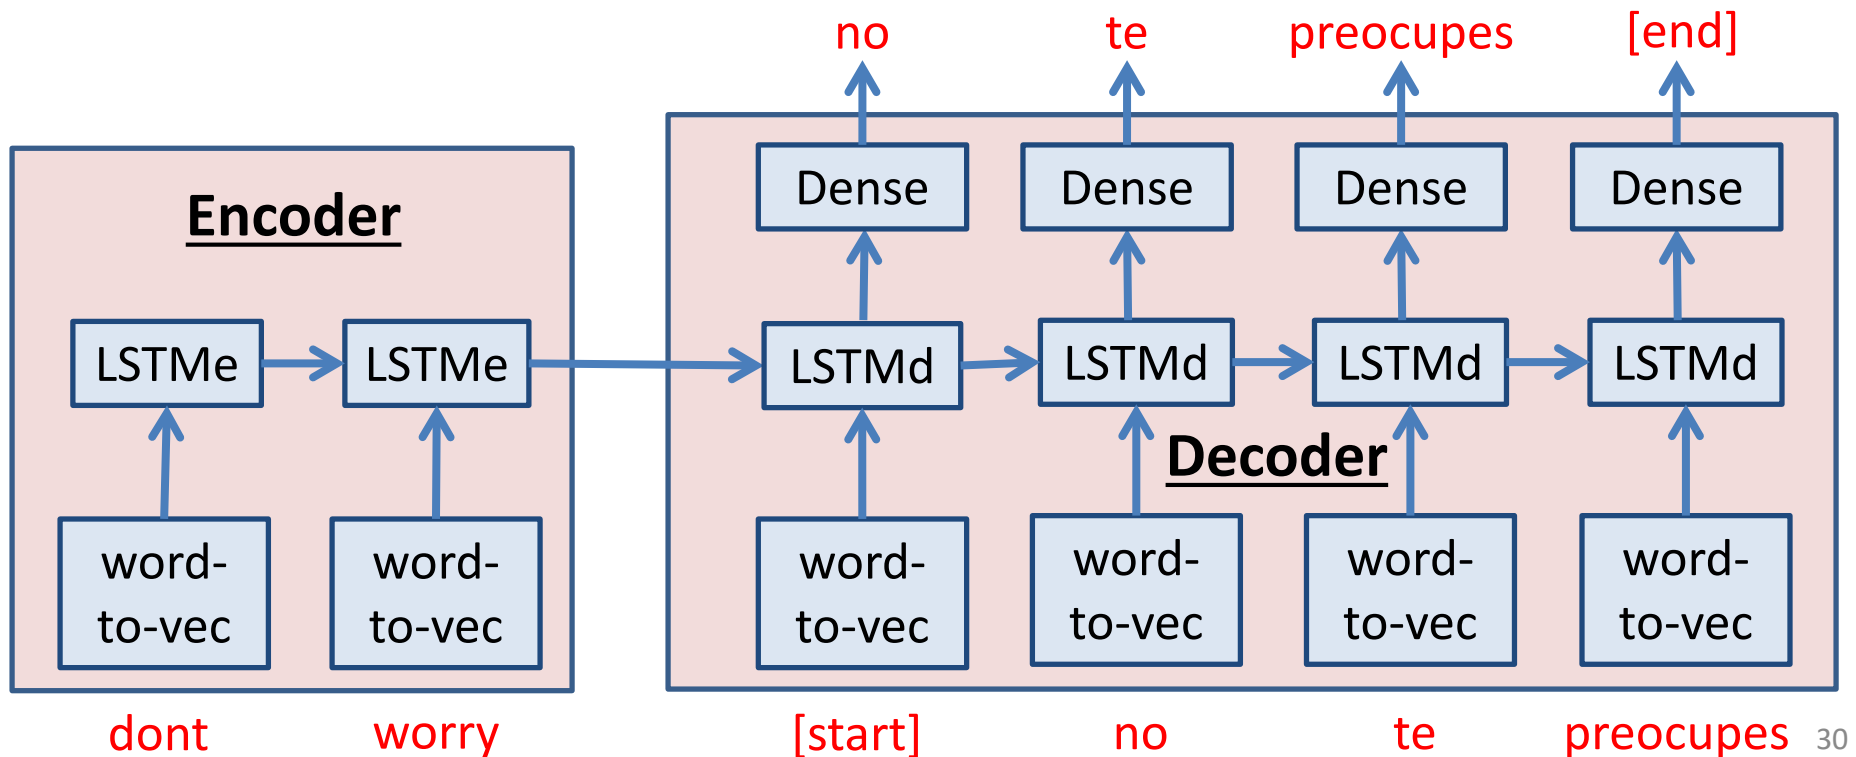 no te preocupes [end]
Dense Dense Dense Dense
Encoder
LSTMe LSTMe LSTMd LSTMd LSTMd LSTMd
Decoder
word- word- word- word- word- word-
to-vec to-vec to-vec to-vec to-vec to-vec
dont worry [start] no te preocupes 30